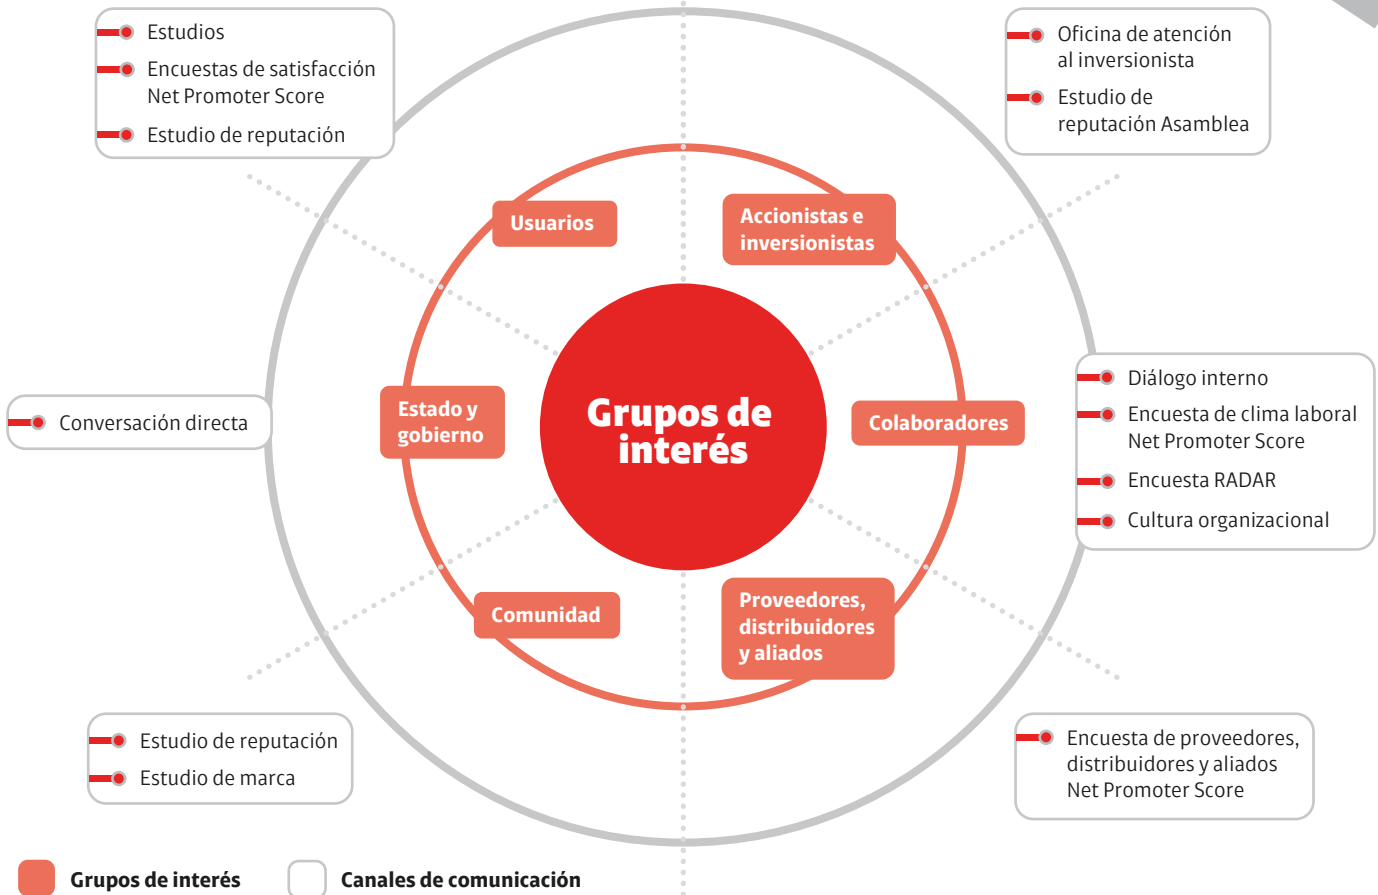 Estudios
Encuestas de satisfacción
Net Promoter Score
Estudio de reputación
Oficina de atención
al inversionista
Estudio de
reputación Asamblea
Usuarios
Accionistas e
inversionistas
Grupos de
interés
Estado y
gobierno
Colaboradores
Conversación directa
Diálogo interno
Encuesta de clima laboral
Net Promoter Score
Encuesta RADAR
Cultura organizacional
Comunidad
Proveedores,
distribuidores
y aliados
Estudio de reputación
Estudio de marca
Encuesta de proveedores,
distribuidores y aliados
Net Promoter Score
Grupos de interés
Canales de comunicación